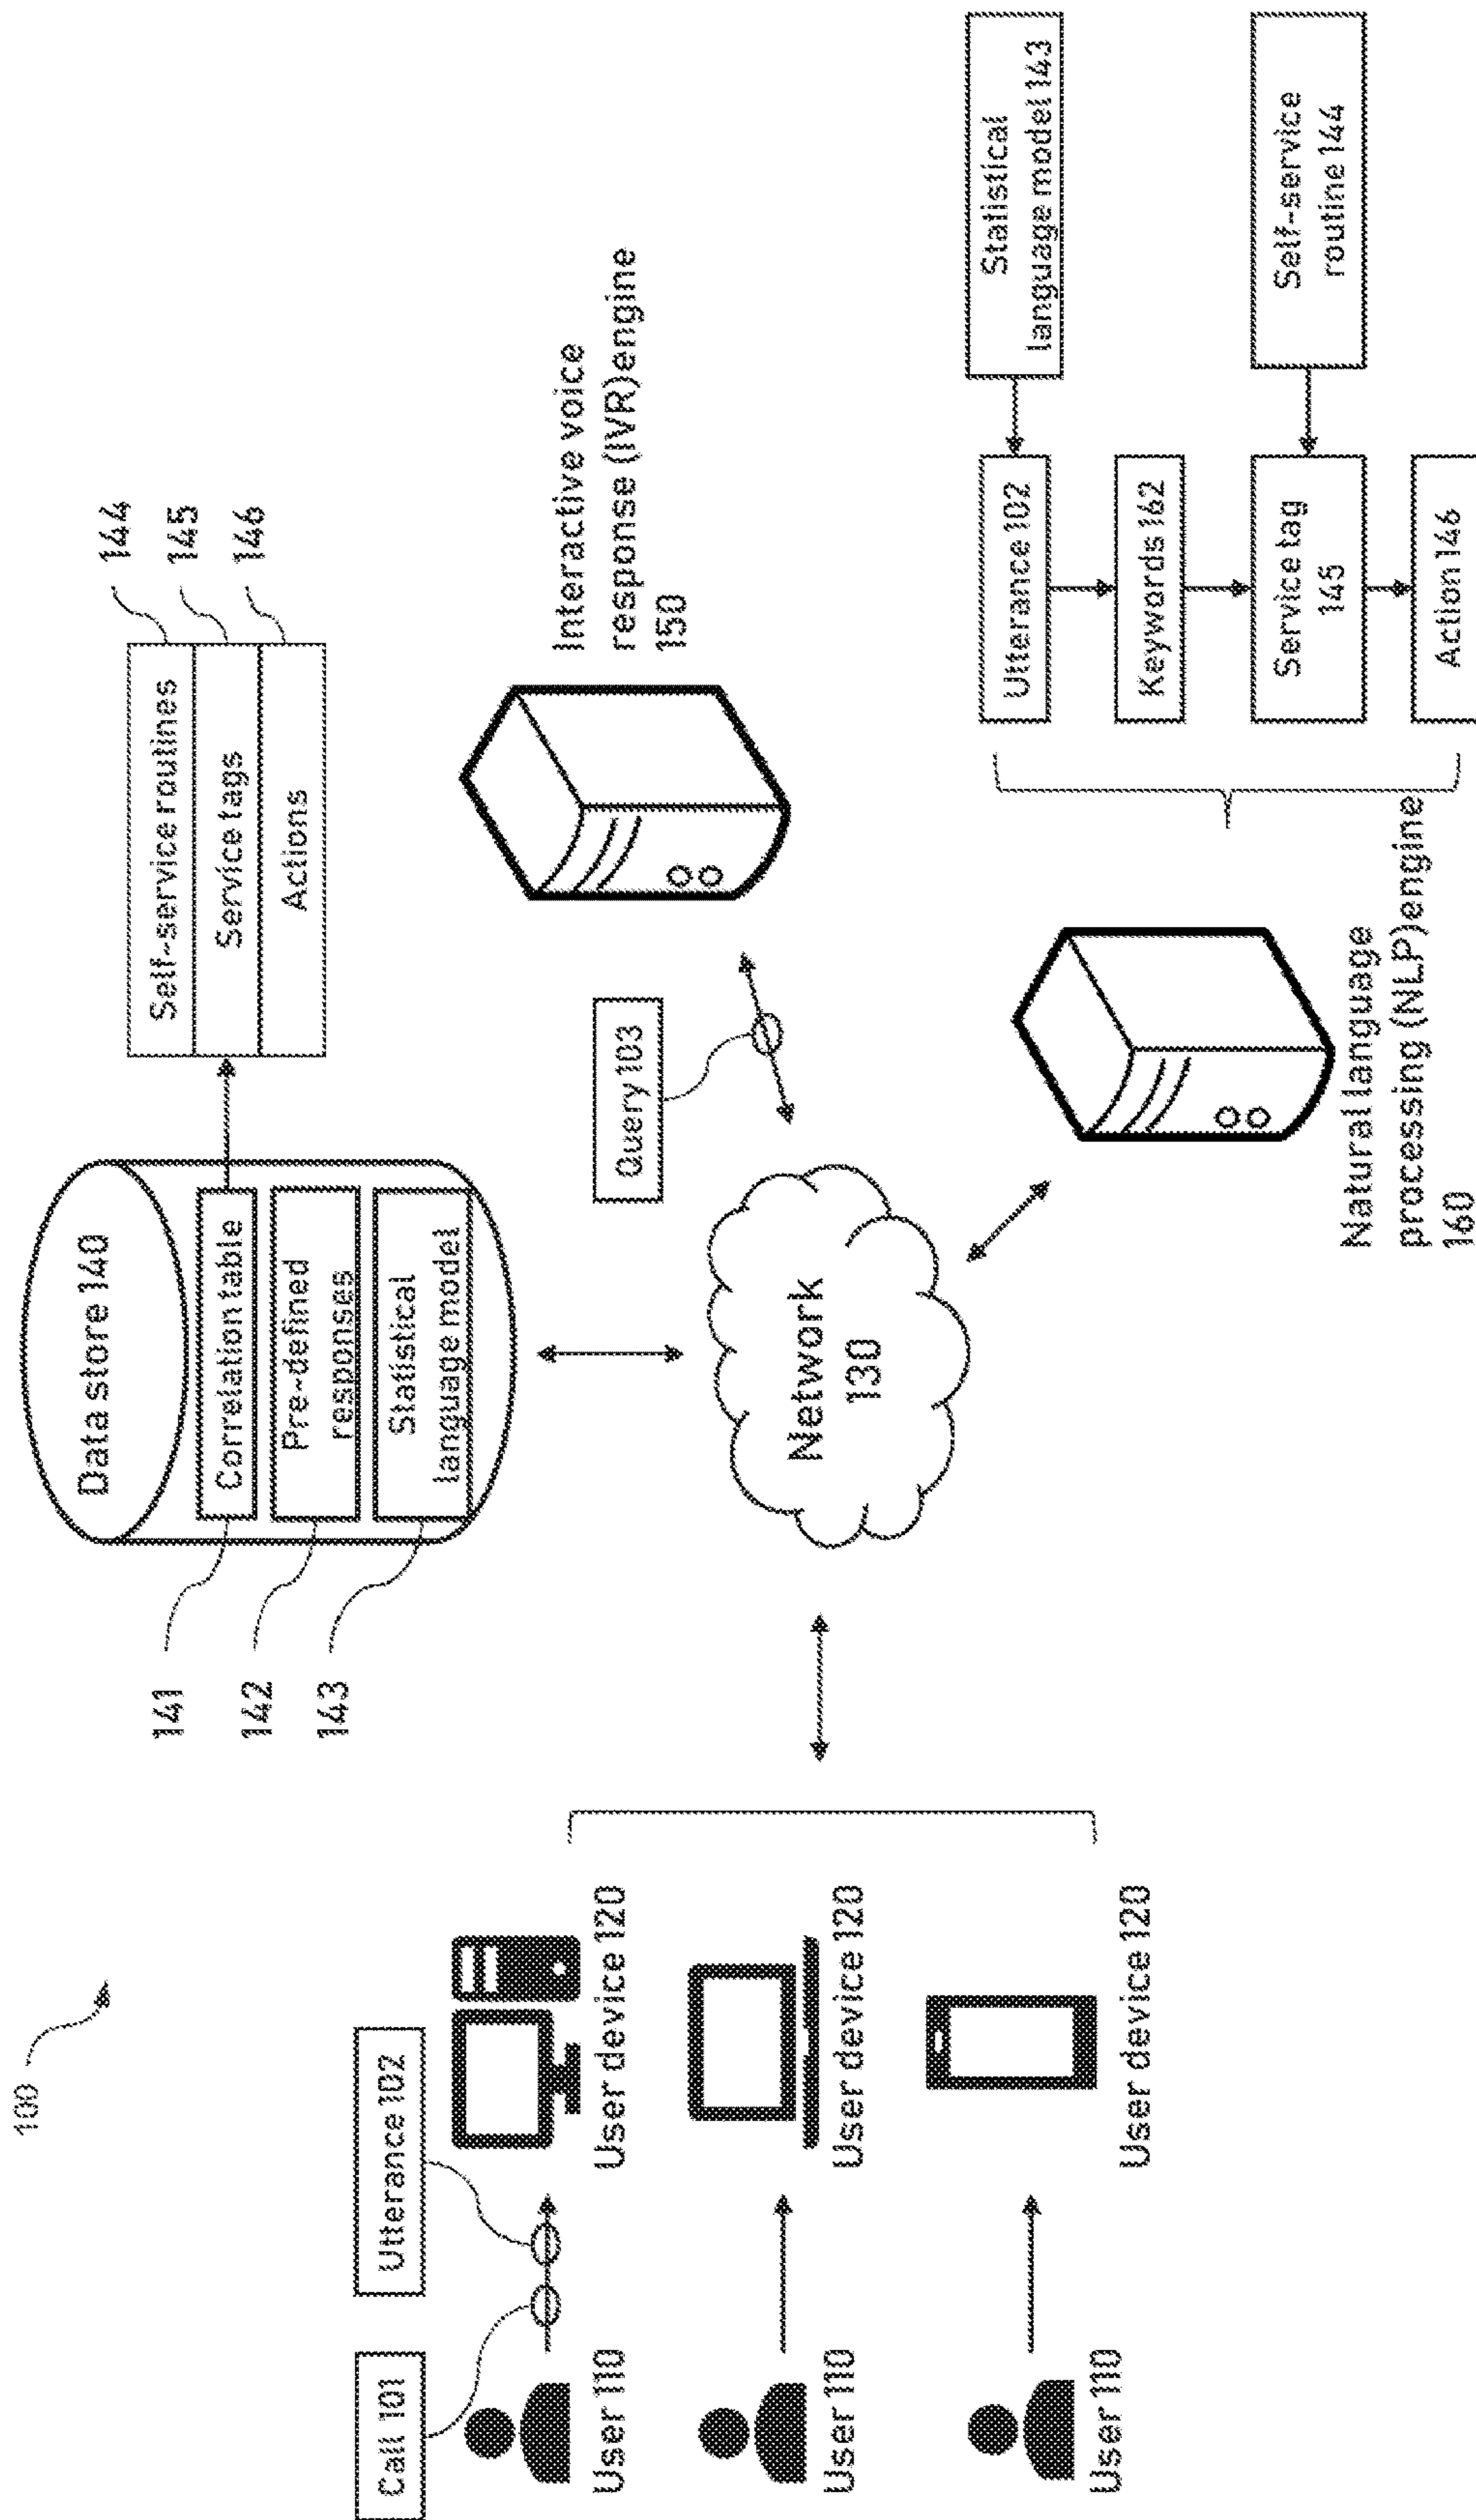 100
Call 101
Utterance 102
User 110
User device 120
User 110
User device 120
User 110
User device 120
141
142
143
Data store 140
Correlation table
Pre-defined
responses
Statistical
language model
Self-service routines
Service tags
Actions
144
145
146
Network
130
Query 103
Interactive voice
response (IVR)engine
150
Natural language
processing (NLP)engine
160
Utterance 102
Keywords 162
Service tag
145
Action 146
Statistical
language model 143
Self-service
routine 144